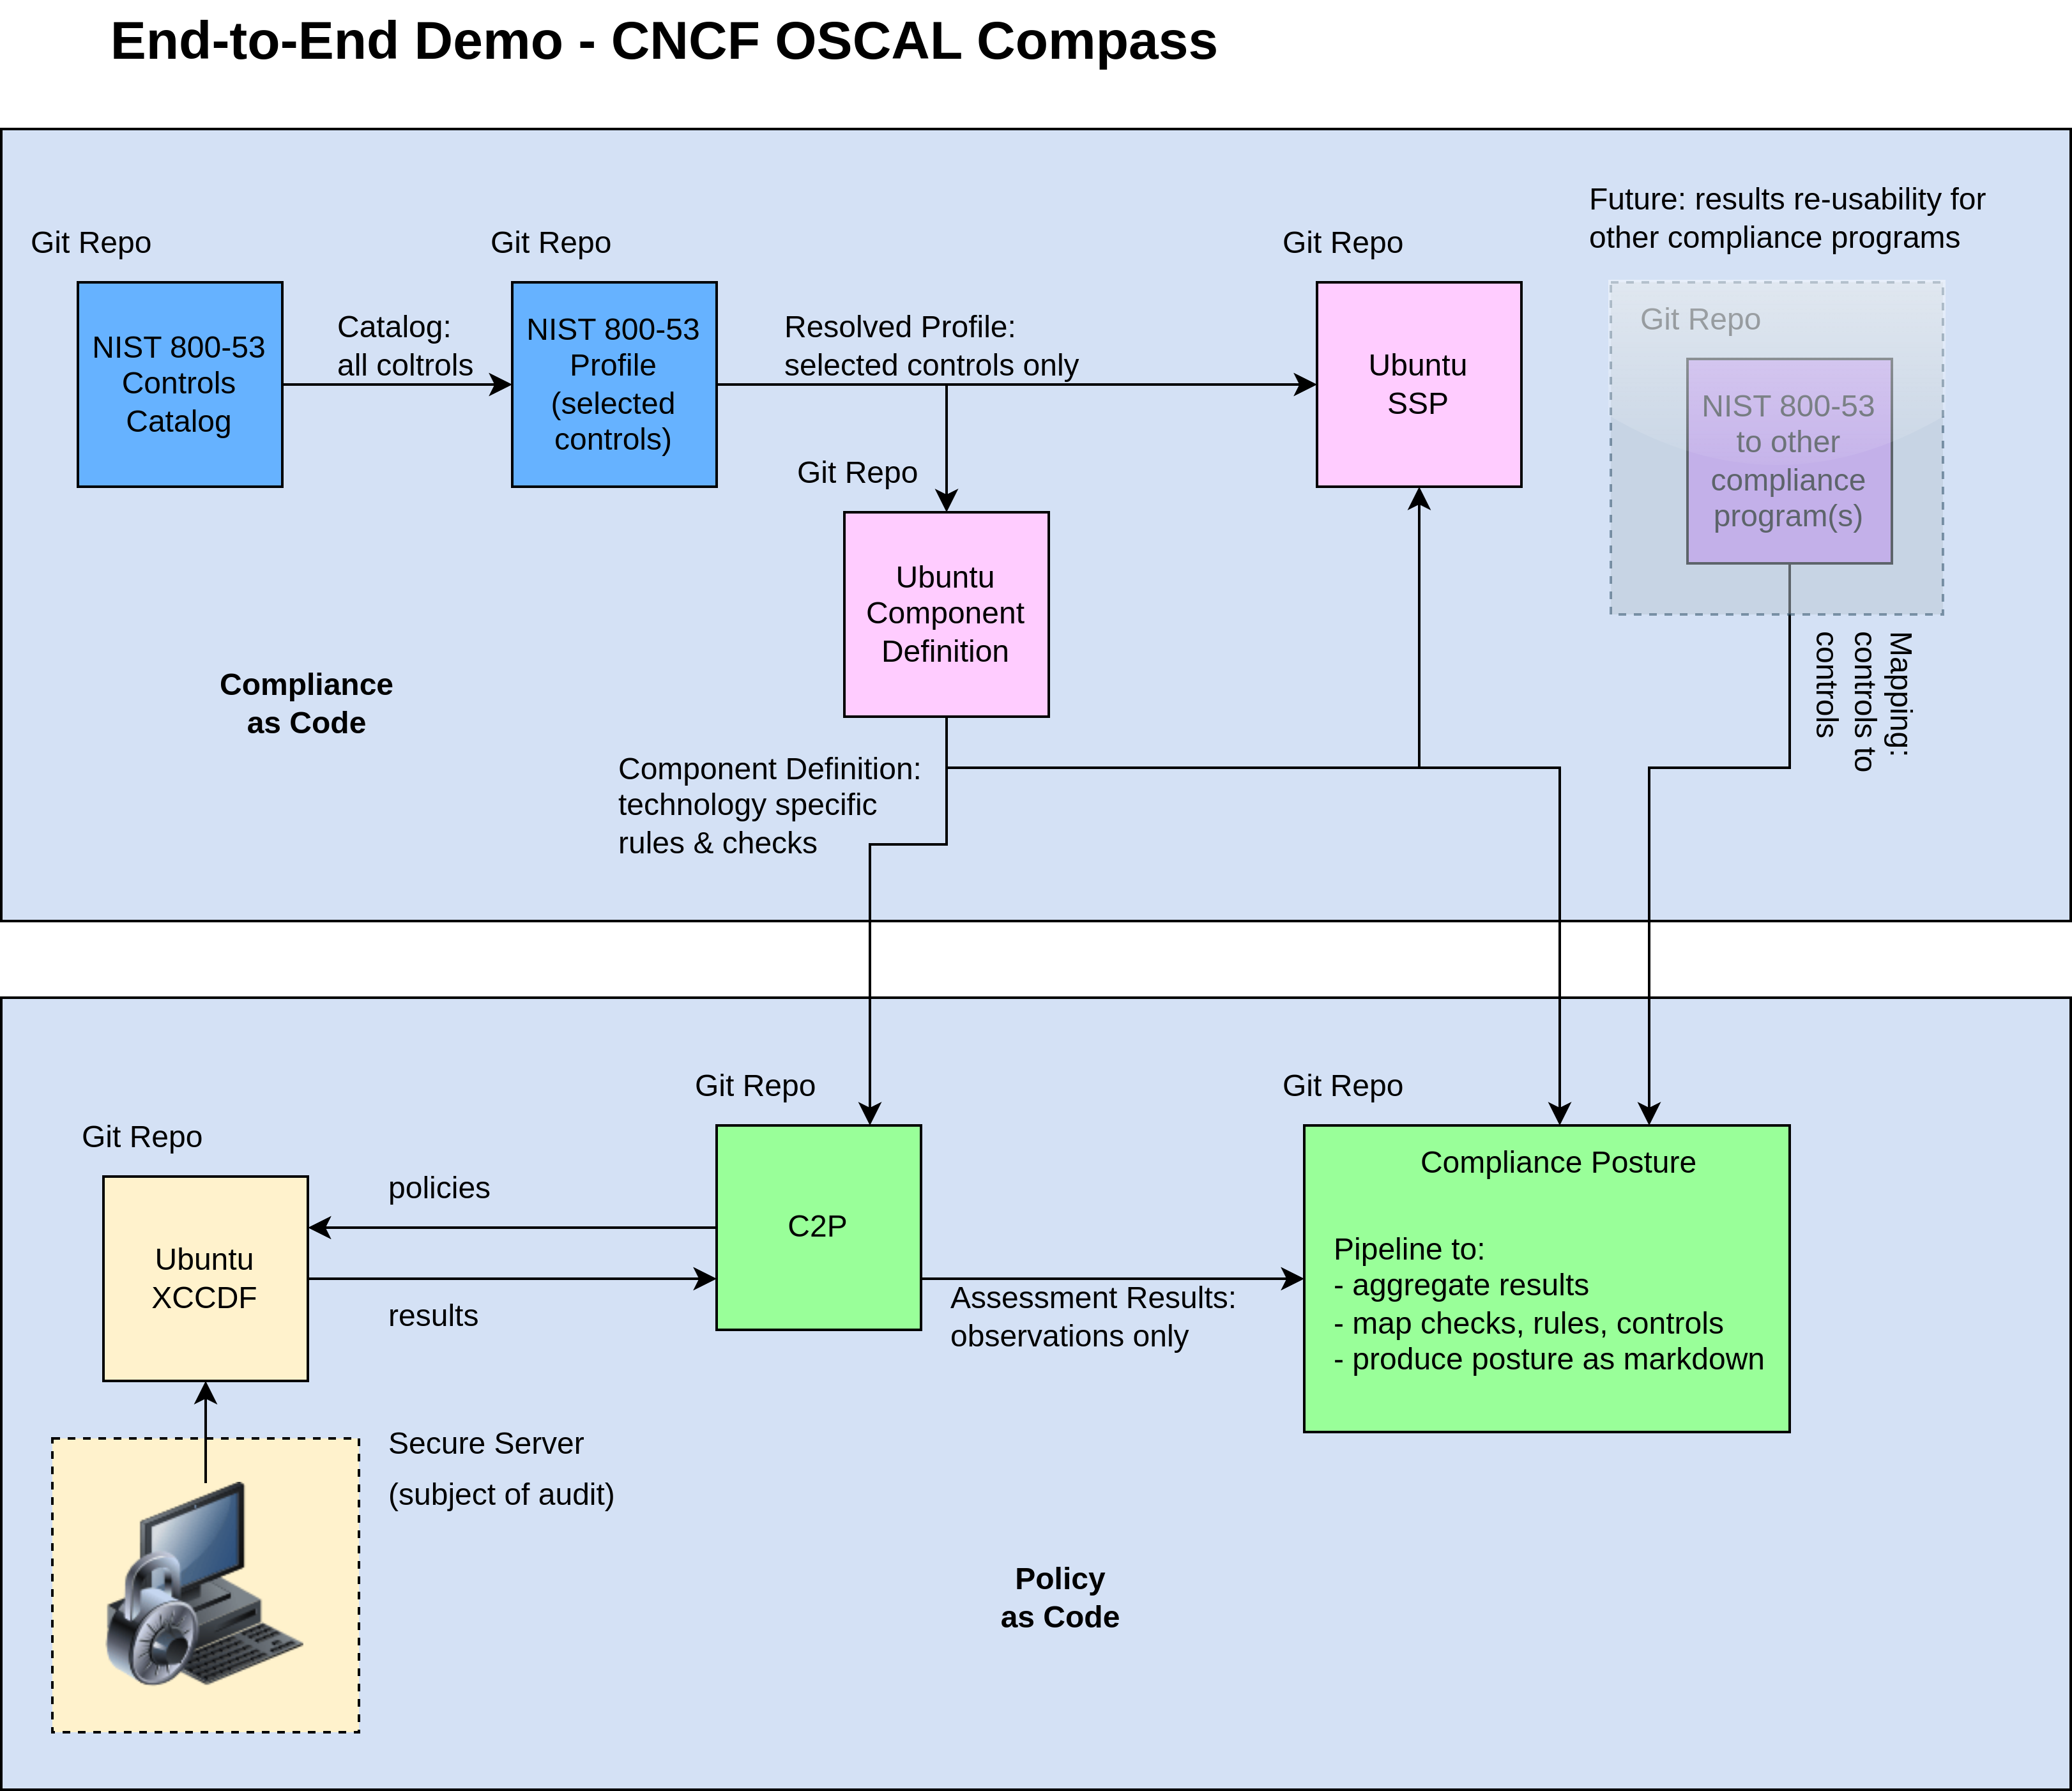 End-to-End Demo - CNCF OSCAL Compass
Future: results re-usability for
other compliance programs
Git Repo
Git Repo
Git Repo
Git Repo
NIST 800-53
Controls
Catalog
Catalog:
all coltrols
NIST 800-53
Profile
(selected
controls)
Resolved Profile:
selected controls only
Ubuntu
SSP
NIST 800-53
to other
compliance
program(s)
Git Repo
Ubuntu
Component
Definition
Mapping:
controls to
controls
Compliance
as Code
Component Definition:
technology specific
rules & checks
Git Repo
Git Repo
Git Repo
policies
C2P
Compliance Posture
Pipeline to:
- aggregate results
- map checks, rules, controls
- produce posture as markdown
Ubuntu
XCCDF
results
Assessment Results:
observations only
Secure Server
(subject of audit)
Policy
as Code